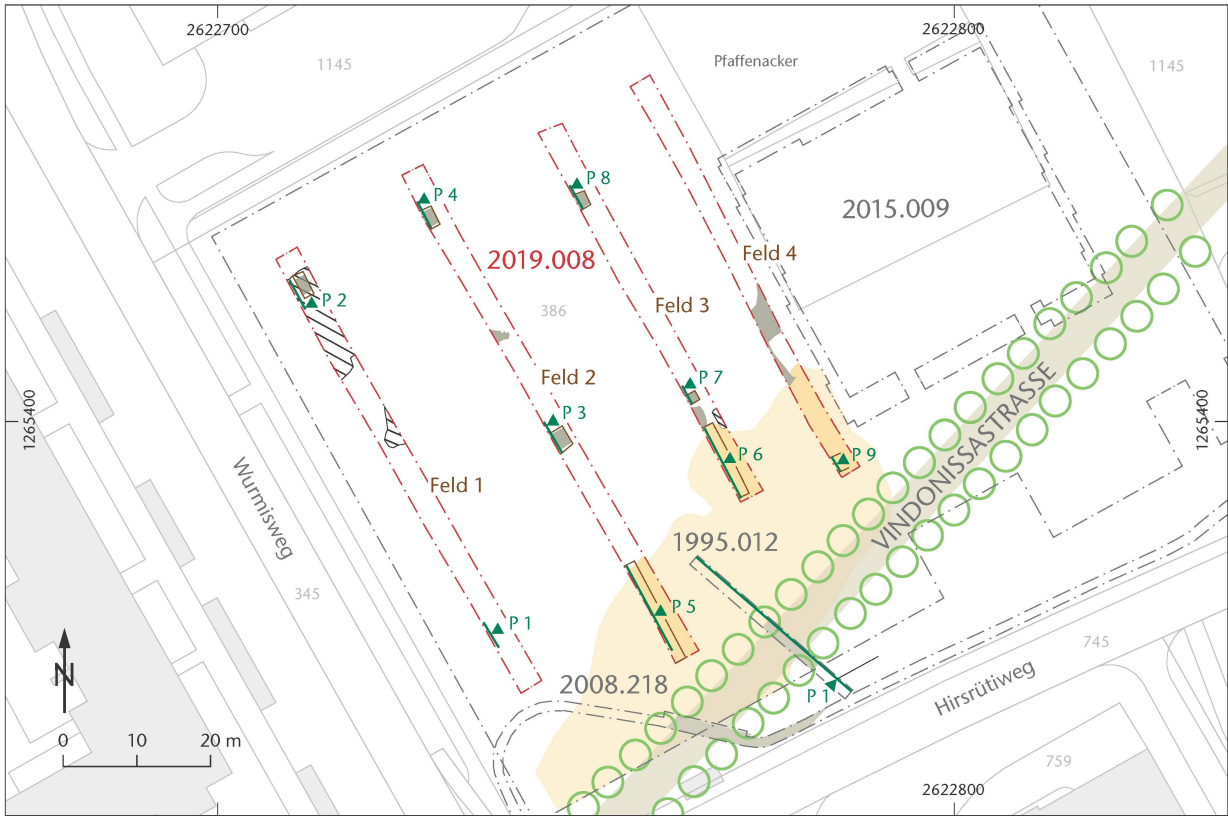 2622700
2622800
1145
Pfaffenacker
1145
P 4
P 8
2015.009
Feld 4
2019.008
P 2
386
Feld 3
Feld 2
P 7
1265400
1265400
P 3
P 6
P 9
Feld 1
Wurmisweg
VINDONISSASTRASSE
1995.012
345
P 5
P 1
745
2008.218
P 1
Hirsrütiweg
N
0 10 20 m
759
2622800